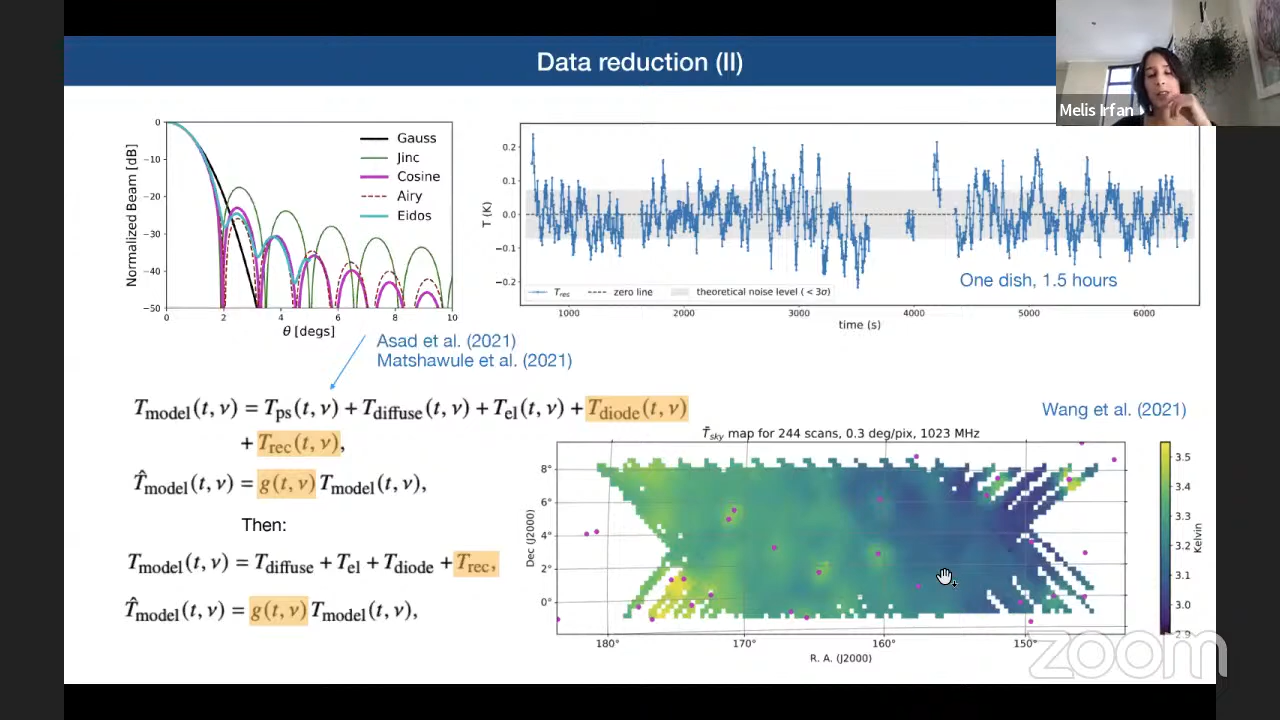 Data reduction (II)
Melis Irfan
Normalized Beam [dB]
0
−10
−20
−30
−40
−50
0 2 4 6 8 10
θ [degs]
Gauss
Jinc
Cosine
Airy
Eidos
T (K)
0.2
0.1
0.0
−0.1
−0.2
One dish, 1.5 hours
T_res zero line theoretical noise level (<3σ)
1000 2000 3000 4000 5000 6000
time (s)
Asad et al. (2021)
Matshawule et al. (2021)
T_model(t, ν) = T_ps(t, ν) + T_diffuse(t, ν) + T_el(t, ν) + T_diode(t, ν)
+ T_rec(t, ν),
T̂_model(t, ν) = g(t, ν) T_model(t, ν),
Then:
T_model(t, ν) = T_diffuse + T_el + T_diode + T_rec,
T̂_model(t, ν) = g(t, ν) T_model(t, ν),
Wang et al. (2021)
T̄_sky map for 244 scans, 0.3 deg/pix, 1023 MHz
Dec (J2000)
8°
6°
4°
2°
0°
180° 170° 160° 150°
R. A. (J2000)
3.5
3.4
3.3
3.2
3.1
3.0
2.9
Kelvin
zoom